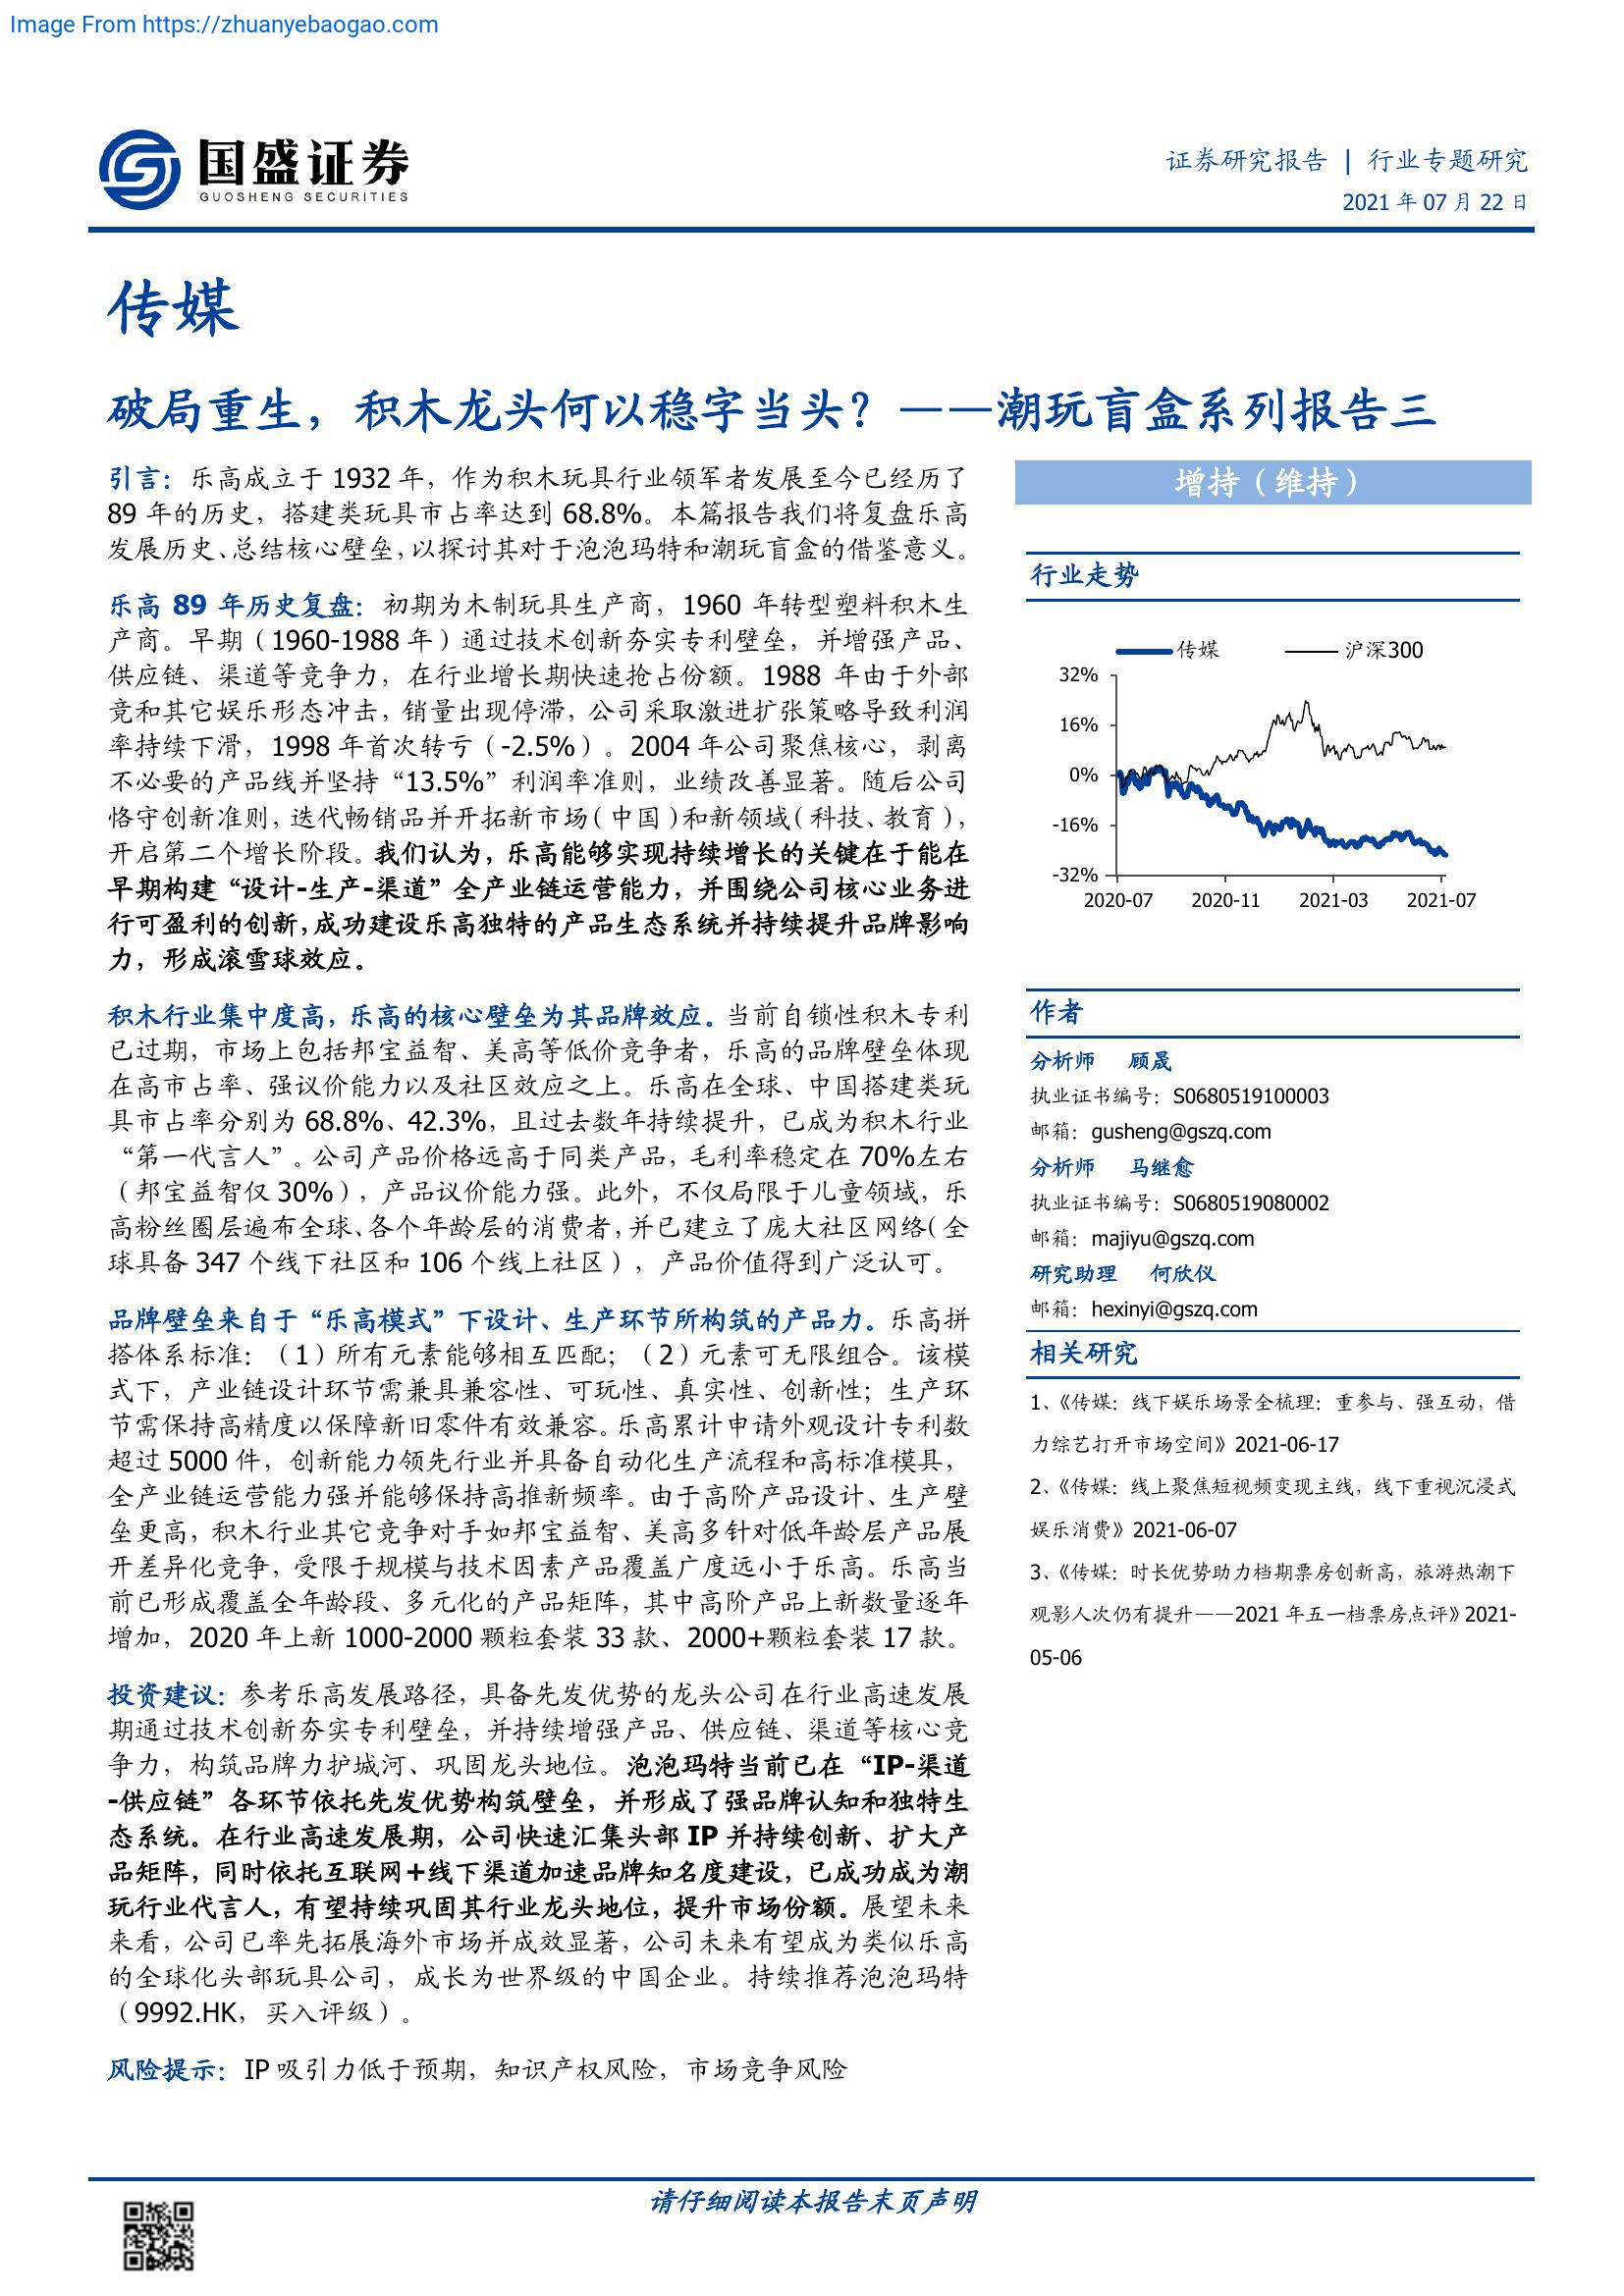 Image From https://zhuanyebaogao.com
国盛证券
GUOSHENG SECURITIES
证券研究报告 | 行业专题研究
2021 年 07 月 22 日
传媒
破局重生，积木龙头何以稳字当头？——潮玩盲盒系列报告三
引言：乐高成立于 1932 年，作为积木玩具行业领军者发展至今已经历了
89 年的历史，搭建类玩具市占率达到 68.8%。本篇报告我们将复盘乐高
发展历史、总结核心壁垒，以探讨其对于泡泡玛特和潮玩盲盒的借鉴意义。
乐高 89 年历史复盘：初期为木制玩具生产商，1960 年转型塑料积木生
产商。早期（1960-1988 年）通过技术创新夯实专利壁垒，并增强产品、
供应链、渠道等竞争力，在行业增长期快速抢占份额。1988 年由于外部
竞和其它娱乐形态冲击，销量出现停滞，公司采取激进扩张策略导致利润
率持续下滑，1998 年首次转亏（-2.5%）。2004 年公司聚焦核心，剥离
不必要的产品线并坚持“13.5%”利润率准则，业绩改善显著。随后公司
恪守创新准则，迭代畅销品并开拓新市场（中国）和新领域（科技、教育），
开启第二个增长阶段。我们认为，乐高能够实现持续增长的关键在于能在
早期构建“设计-生产-渠道”全产业链运营能力，并围绕公司核心业务进
行可盈利的创新，成功建设乐高独特的产品生态系统并持续提升品牌影响
力，形成滚雪球效应。
积木行业集中度高，乐高的核心壁垒为其品牌效应。当前自锁性积木专利
已过期，市场上包括邦宝益智、美高等低价竞争者，乐高的品牌壁垒体现
在高市占率、强议价能力以及社区效应之上。乐高在全球、中国搭建类玩
具市占率分别为 68.8%、42.3%，且过去数年持续提升，已成为积木行业
“第一代言人”。公司产品价格远高于同类产品，毛利率稳定在 70%左右
（邦宝益智仅 30%），产品议价能力强。此外，不仅局限于儿童领域，乐
高粉丝圈层遍布全球、各个年龄层的消费者，并已建立了庞大社区网络（全
球具备 347 个线下社区和 106 个线上社区），产品价值得到广泛认可。
品牌壁垒来自于“乐高模式”下设计、生产环节所构筑的产品力。乐高拼
搭体系标准：（1）所有元素能够相互匹配；（2）元素可无限组合。该模
式下，产业链设计环节需兼具兼容性、可玩性、真实性、创新性；生产环
节需保持高精度以保障新旧零件有效兼容。乐高累计申请外观设计专利数
超过 5000 件，创新能力领先行业并具备自动化生产流程和高标准模具，
全产业链运营能力强并能够保持高推新频率。由于高阶产品设计、生产壁
垒更高，积木行业其它竞争对手如邦宝益智、美高多针对低年龄层产品展
开差异化竞争，受限于规模与技术因素产品覆盖广度远小于乐高。乐高当
前已形成覆盖全年龄段、多元化的产品矩阵，其中高阶产品上新数量逐年
增加，2020 年上新 1000-2000 颗粒套装 33 款、2000+颗粒套装 17 款。
投资建议：参考乐高发展路径，具备先发优势的龙头公司在行业高速发展
期通过技术创新夯实专利壁垒，并持续增强产品、供应链、渠道等核心竞
争力，构筑品牌力护城河、巩固龙头地位。泡泡玛特当前已在“IP-渠道
-供应链”各环节依托先发优势构筑壁垒，并形成了强品牌认知和独特生
态系统。在行业高速发展期，公司快速汇集头部 IP 并持续创新、扩大产
品矩阵，同时依托互联网+线下渠道加速品牌知名度建设，已成功成为潮
玩行业代言人，有望持续巩固其行业龙头地位，提升市场份额。展望未来
来看，公司已率先拓展海外市场并成效显著，公司未来有望成为类似乐高
的全球化头部玩具公司，成长为世界级的中国企业。持续推荐泡泡玛特
（9992.HK，买入评级）。
风险提示：IP 吸引力低于预期，知识产权风险，市场竞争风险
增持（维持）
行业走势
传媒 沪深300
32%
16%
0%
-16%
-32%
2020-07 2020-11 2021-03 2021-07
作者
分析师 顾晟
执业证书编号：S0680519100003
邮箱：gusheng@gszq.com
分析师 马继愈
执业证书编号：S0680519080002
邮箱：majiyu@gszq.com
研究助理 何欣仪
邮箱：hexinyi@gszq.com
相关研究
1、《传媒：线下娱乐场景全梳理：重参与、强互动，借
力综艺打开市场空间》2021-06-17
2、《传媒：线上聚焦短视频变现主线，线下重视沉浸式
娱乐消费》2021-06-07
3、《传媒：时长优势助力档期票房创新高，旅游热潮下
观影人次仍有提升——2021 年五一档票房点评》2021-
05-06
请仔细阅读本报告末页声明